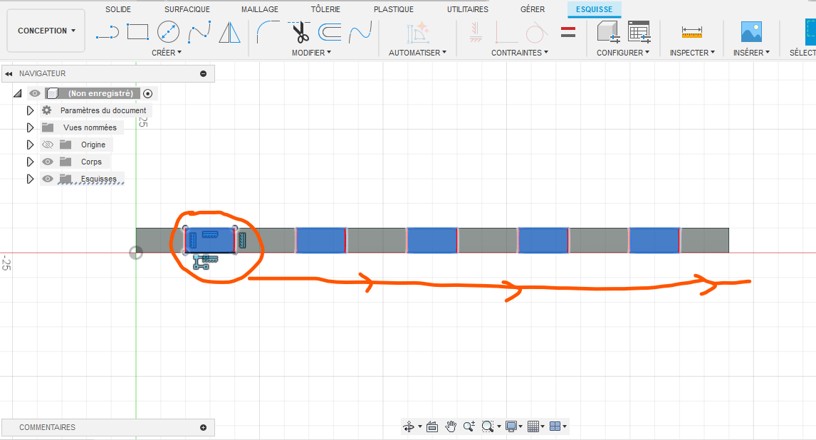 SOLIDE SURFACIQUE MAILLAGE TÔLERIE PLASTIQUE UTILITAIRES GÉRER ESQUISSE
CONCEPTION
CRÉER MODIFIER AUTOMATISER CONTRAINTES CONFIGURER INSPECTER INSÉRER SÉLECT
NAVIGATEUR
(Non enregistré)
Paramètres du document
Vues nommées
Origine
Corps
Esquisses
25
-25
COMMENTAIRES